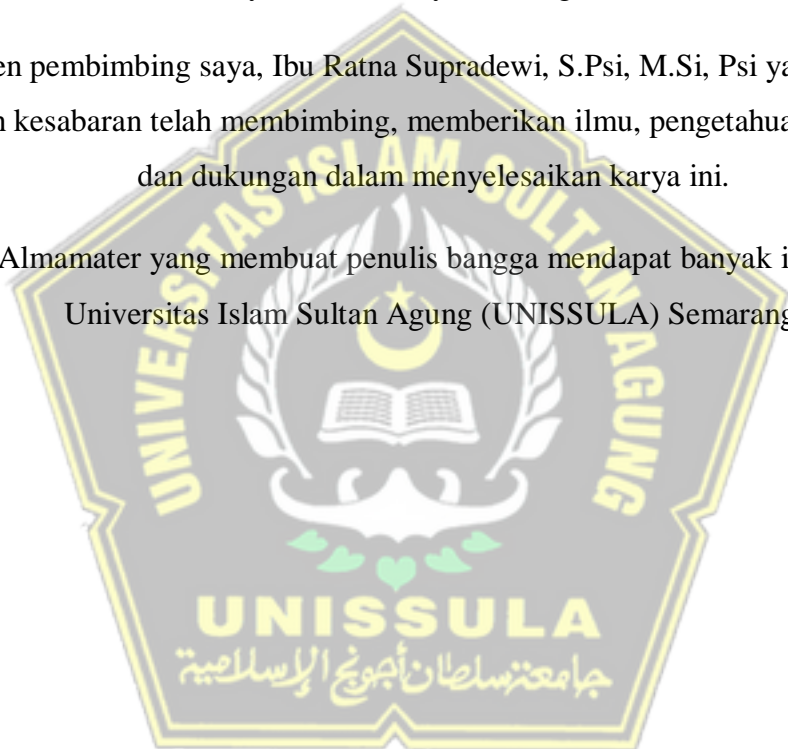 en pembimbing saya, Ibu Ratna Supradewi, S.Psi, M.Si, Psi ya
n kesabaran telah membimbing, memberikan ilmu, pengetahua
dan dukungan dalam menyelesaikan karya ini.
Almamater yang membuat penulis bangga mendapat banyak i
Universitas Islam Sultan Agung (UNISSULA) Semarang
UNIVERSITAS ISLAM SULTAN AGUNG
UNISSULA
جامعننسلطان أجونج الإسلامية